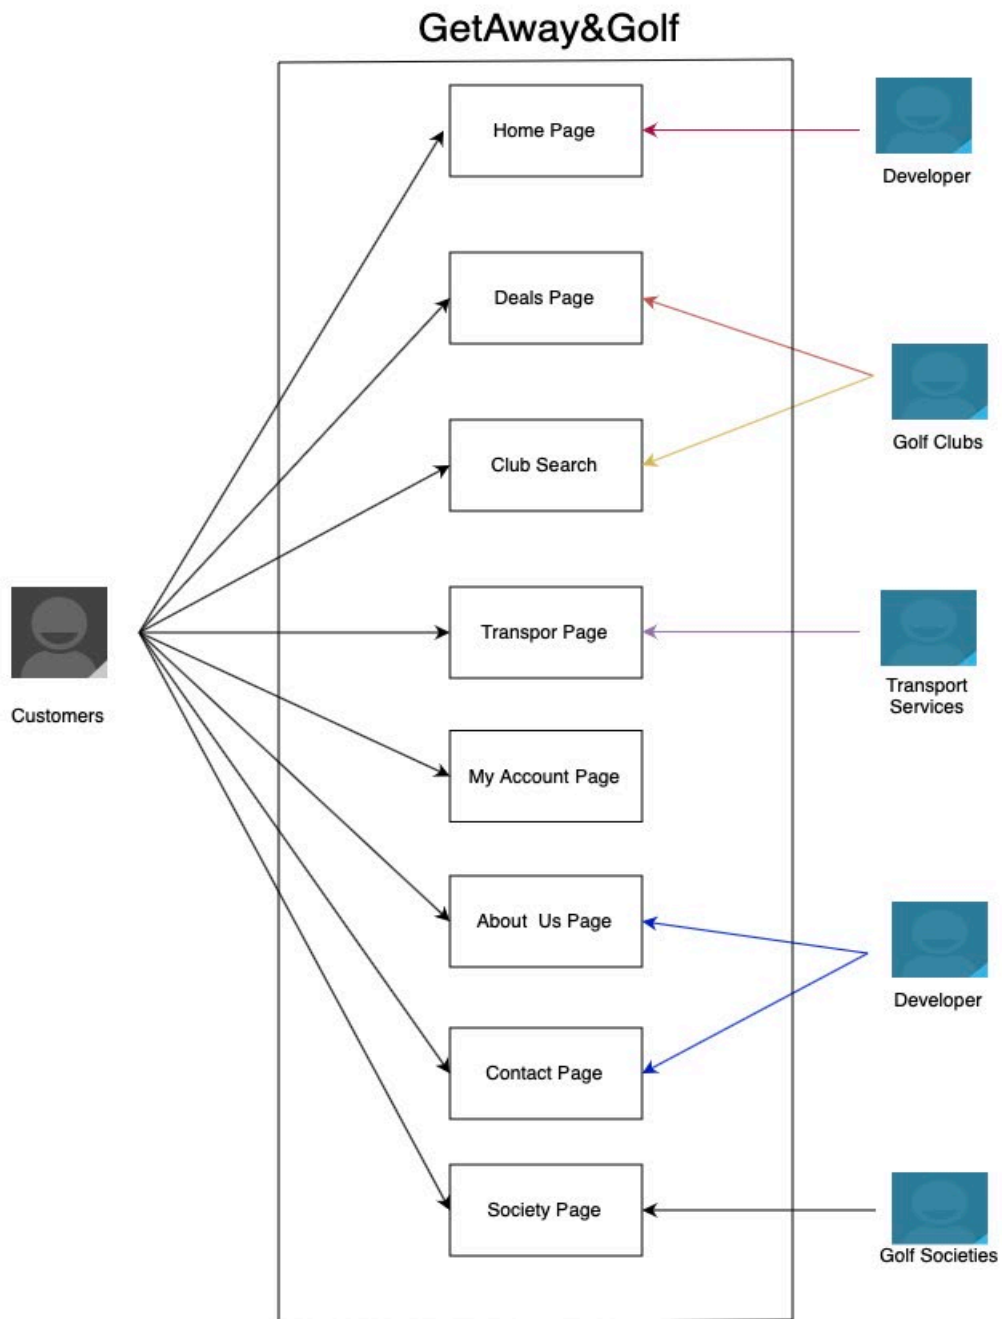 GetAway&Golf
Home Page
Developer
Deals Page
Golf Clubs
Club Search
Transpor Page
Transport
Services
Customers
My Account Page
About  Us Page
Developer
Contact Page
Society Page
Golf Societies